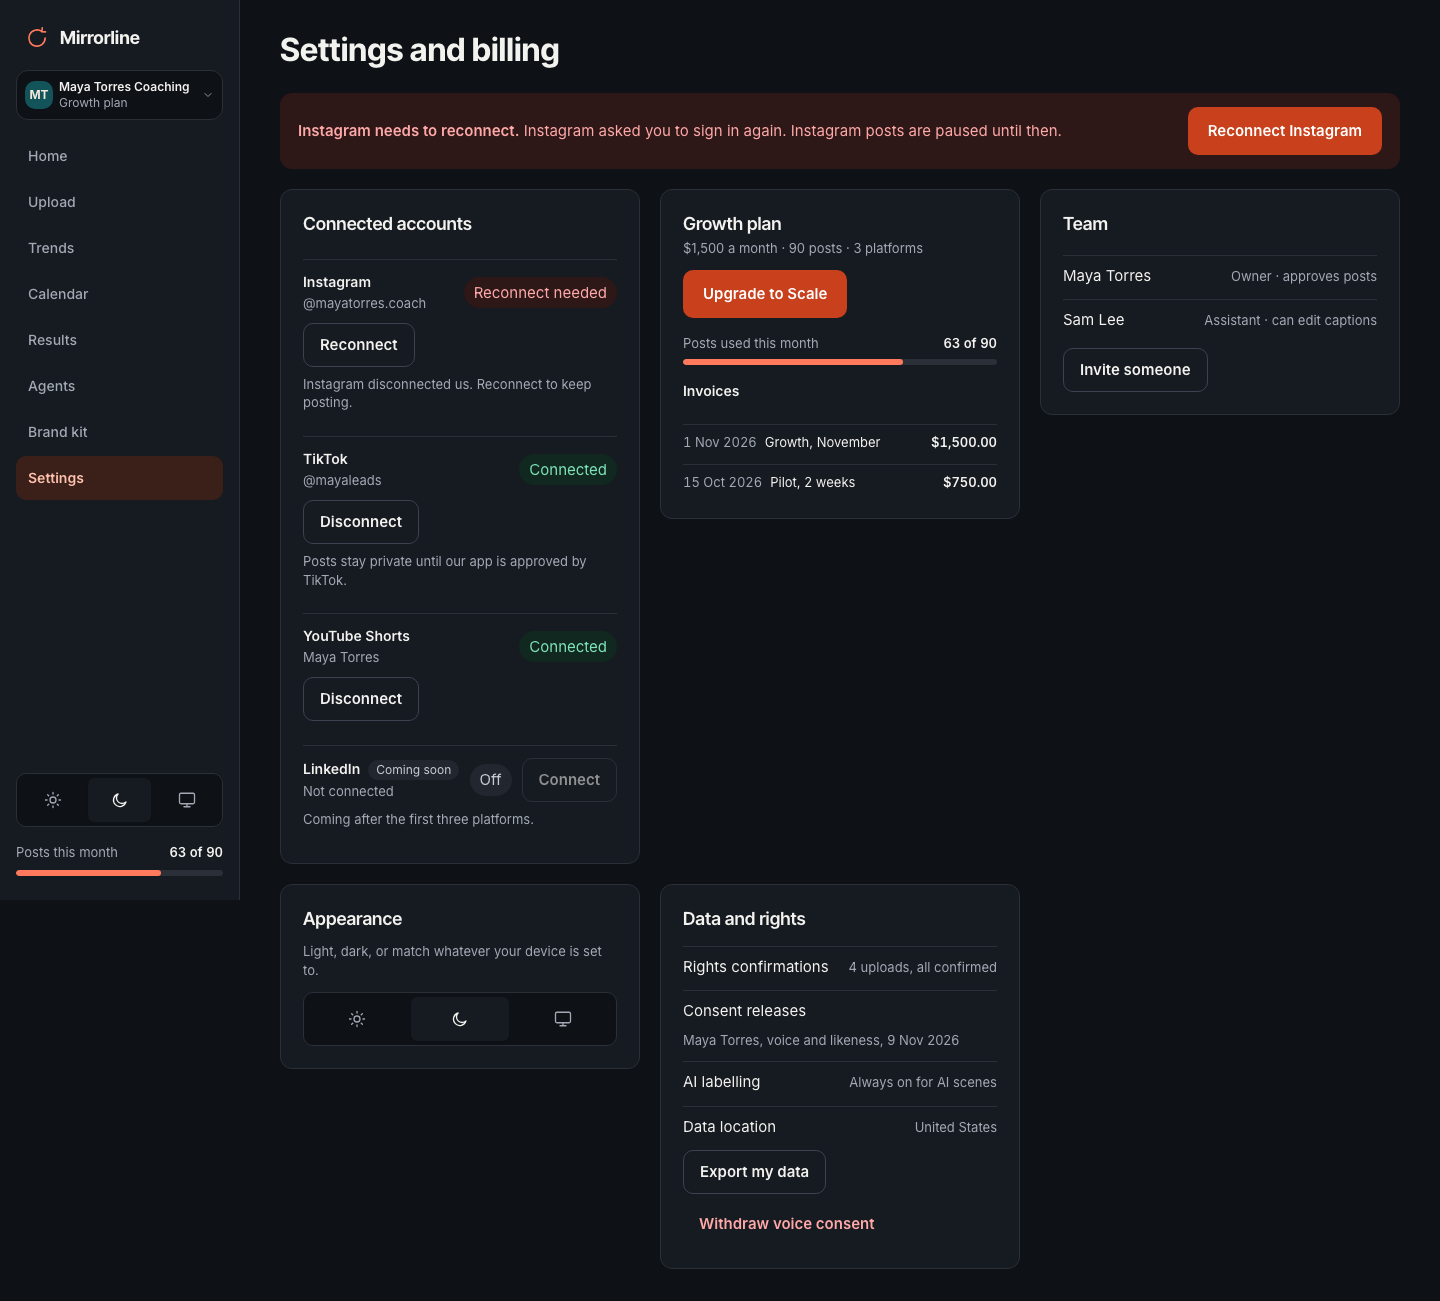 Mirrorline
MT
Maya Torres Coaching
Growth plan
Home
Upload
Trends
Calendar
Results
Agents
Brand kit
Settings
Posts this month 63 of 90
Settings and billing
Instagram needs to reconnect. Instagram asked you to sign in again. Instagram posts are paused until then.
Reconnect Instagram
Connected accounts
Instagram
@mayatorres.coach
Reconnect needed
Reconnect
Instagram disconnected us. Reconnect to keep
posting.
TikTok
@mayaleads
Connected
Disconnect
Posts stay private until our app is approved by
TikTok.
YouTube Shorts
Maya Torres
Connected
Disconnect
LinkedIn Coming soon
Not connected
Off
Connect
Coming after the first three platforms.
Growth plan
$1,500 a month · 90 posts · 3 platforms
Upgrade to Scale
Posts used this month 63 of 90
Invoices
1 Nov 2026 Growth, November $1,500.00
15 Oct 2026 Pilot, 2 weeks $750.00
Team
Maya Torres Owner · approves posts
Sam Lee Assistant · can edit captions
Invite someone
Appearance
Light, dark, or match whatever your device is set
to.
Data and rights
Rights confirmations 4 uploads, all confirmed
Consent releases
Maya Torres, voice and likeness, 9 Nov 2026
AI labelling Always on for AI scenes
Data location United States
Export my data
Withdraw voice consent